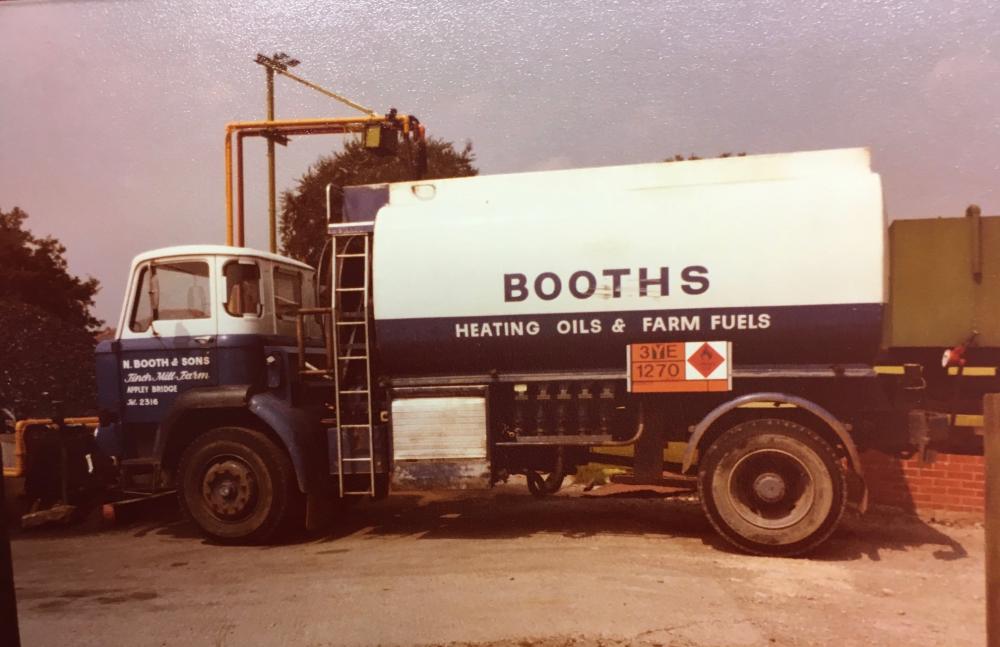 BOOTHS
HEATING OILS & FARM FUELS
3YE
1270
N. BOOTH & SONS
Finch Mill Farm
APPLEY BRIDGE
Tel. 2316